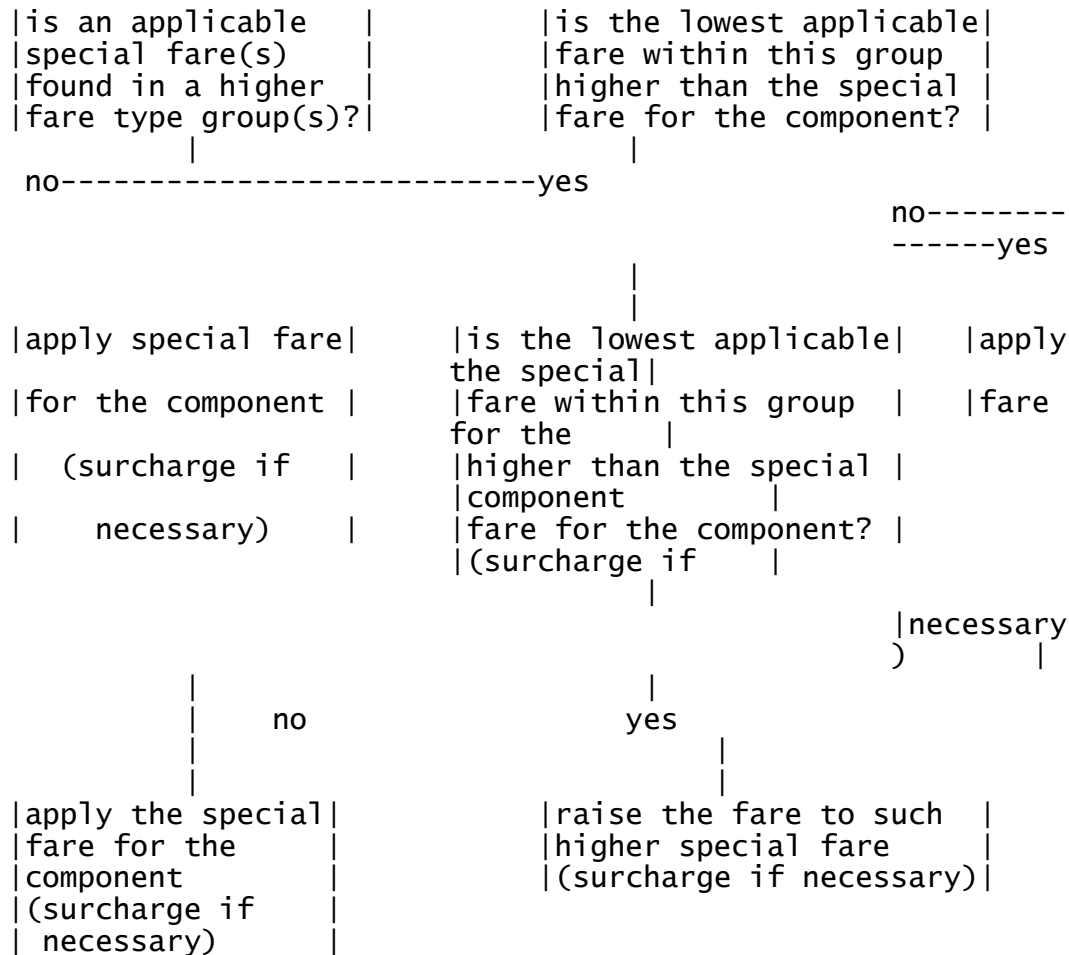 |is an applicable   |          |is the lowest applicable|
|special fare(s)    |          |fare within this group  |
|found in a higher  |          |higher than the special |
|fare type group(s)?|          |fare for the component? |
          |                         |
 no---------------------------yes
                                                  no--------
                                                  ------yes
                                   |
                                   |
|apply special fare|     |is the lowest applicable|   |apply
                         the special|
|for the component |     |fare within this group  |   |fare
                         for the      |
|  (surcharge if   |     |higher than the special |
                         |component         |
|    necessary)    |     |fare for the component? |
                         |(surcharge if     |
                                    |
                                                  |necessary
                                                  )       |
          |                         |
          |    no                  yes
          |                             |
          |                             |
|apply the special|           |raise the fare to such  |
|fare for the     |           |higher special fare     |
|component        |           |(surcharge if necessary)|
|(surcharge if    |
| necessary)      |